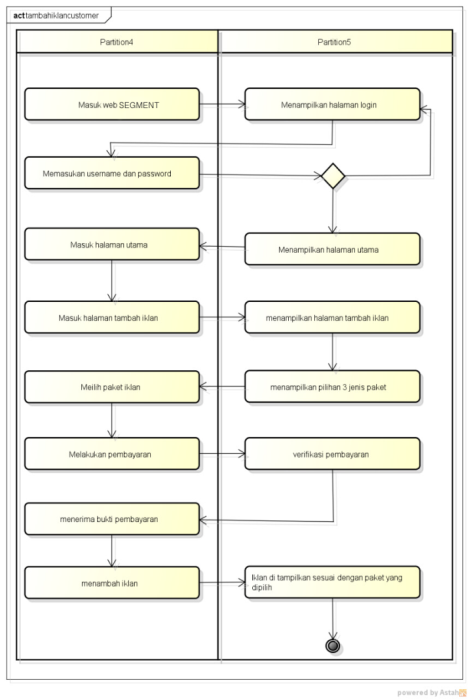 act tambahiklancustomer
Partition4
Partition5
Masuk web SEGMENT
Menampilkan halaman login
Memasukan username dan password
Masuk halaman utama
Menampilkan halaman utama
Masuk halaman tambah iklan
menampilkan halaman tambah iklan
Meilih paket iklan
menampilkan pilihan 3 jenis paket
Melakukan pembayaran
verifikasi pembayaran
menerima bukti pembayaran
menambah iklan
Iklan di tampilkan sesuai dengan paket yang
dipilih
powered by Astah